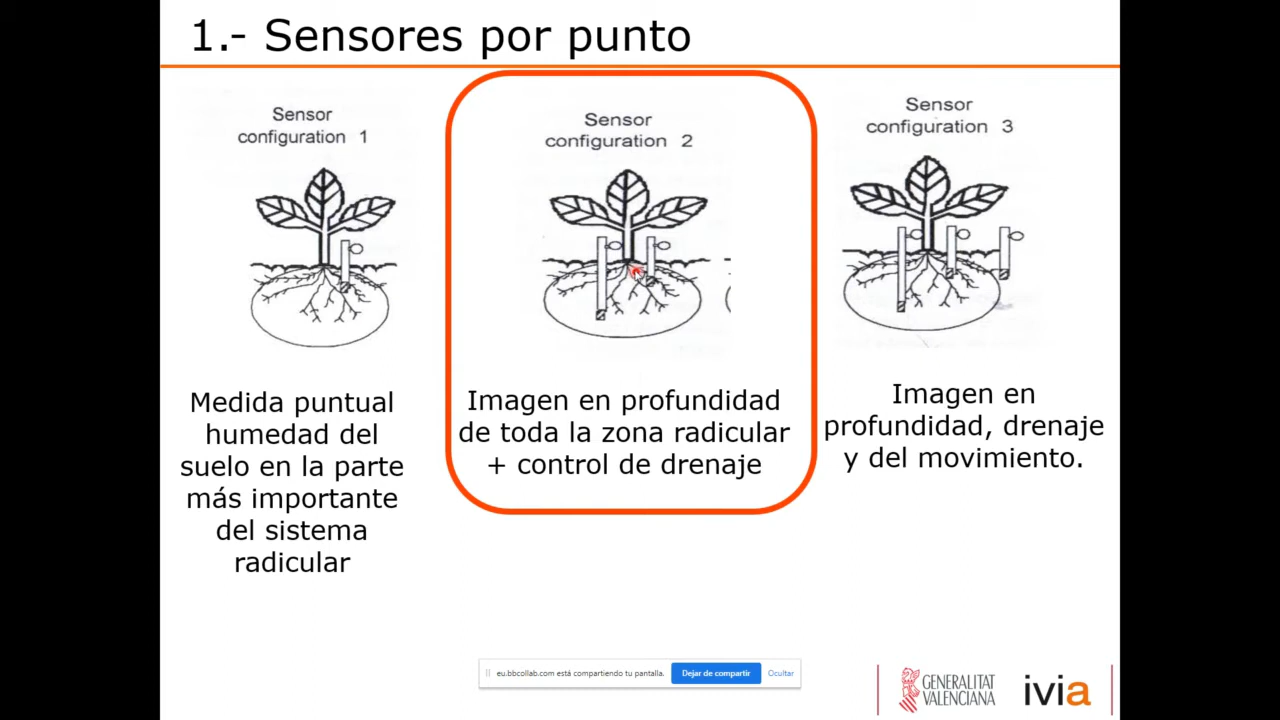 1.- Sensores por punto
Sensor
configuration 1
Sensor
configuration 2
Sensor
configuration 3
Medida puntual
humedad del
suelo en la parte
más importante
del sistema
radicular
Imagen en profundidad
de toda la zona radicular
+ control de drenaje
Imagen en
profundidad, drenaje
y del movimiento.
eu.bbcollab.com está compartiendo tu pantalla.
Dejar de compartir
Ocultar
GENERALITAT
VALENCIANA
ivia